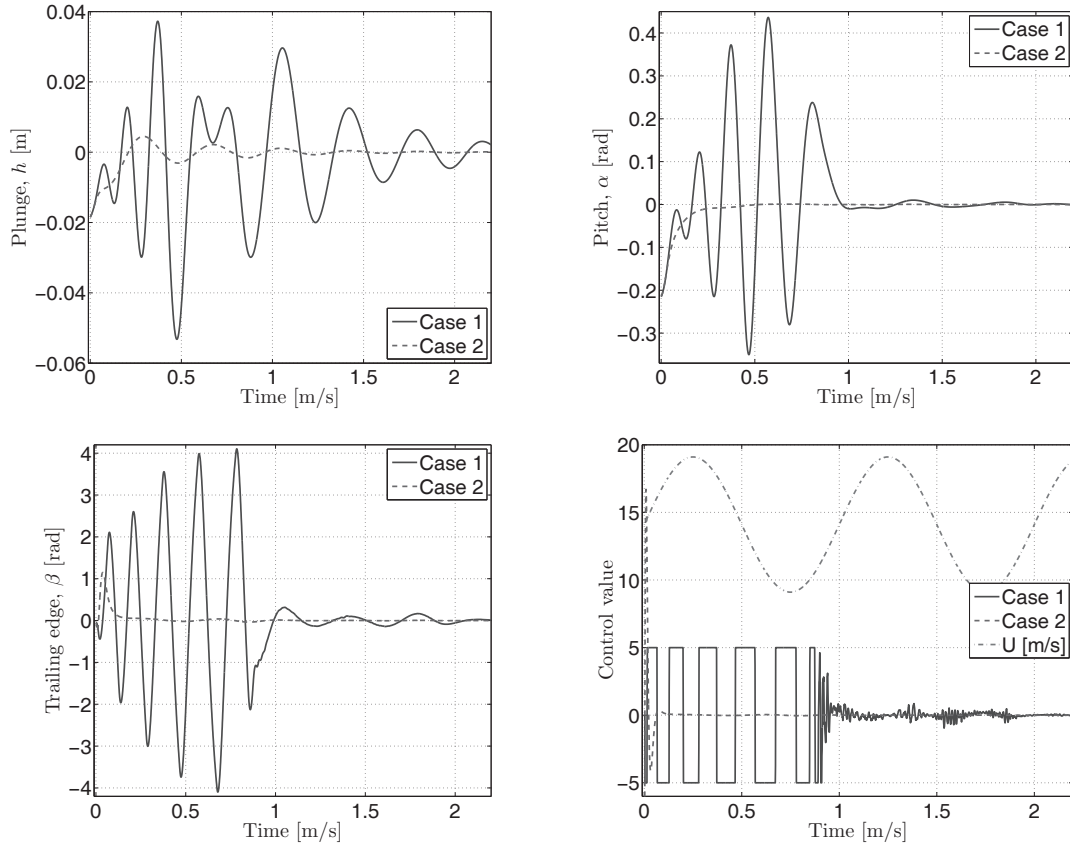 0.04
0.02
0
−0.02
−0.04
−0.06
Plunge, h [m]
0
0.5
1
1.5
2
Time [m/s]
Case 1
Case 2
0.4
0.3
0.2
0.1
0
−0.1
−0.2
−0.3
Pitch, α [rad]
0
0.5
1
1.5
2
Time [m/s]
Case 1
Case 2
4
3
2
1
0
−1
−2
−3
−4
Trailing edge, β [rad]
0
0.5
1
1.5
2
Time [m/s]
Case 1
Case 2
20
15
10
5
0
−5
Control value
0
0.5
1
1.5
2
Time [m/s]
Case 1
Case 2
U [m/s]